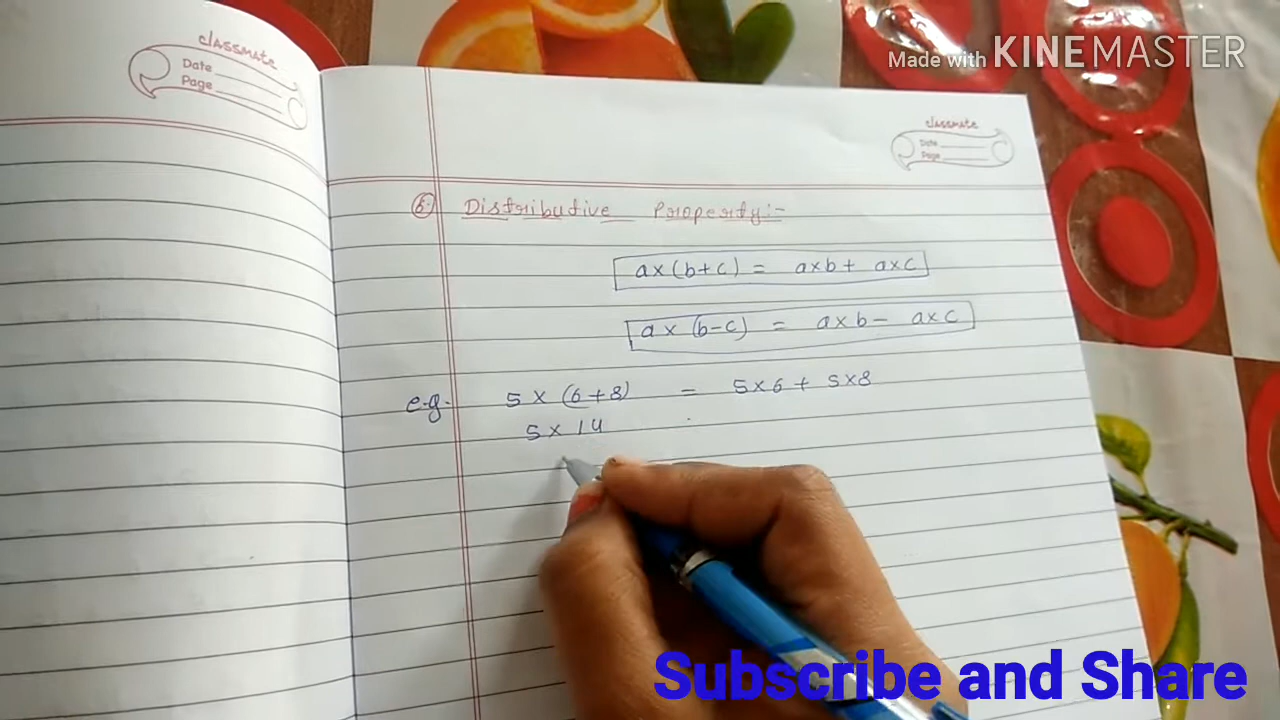 classmate
Date
Page
Made with KINEMASTER
classmate
Date
Page
6. Distributive Property:-
a×(b+c) = a×b + a×c
a×(b-c) = a×b - a×c
e.g. 5×(6+8) = 5×6 + 5×8
5×14
Subscribe and Share